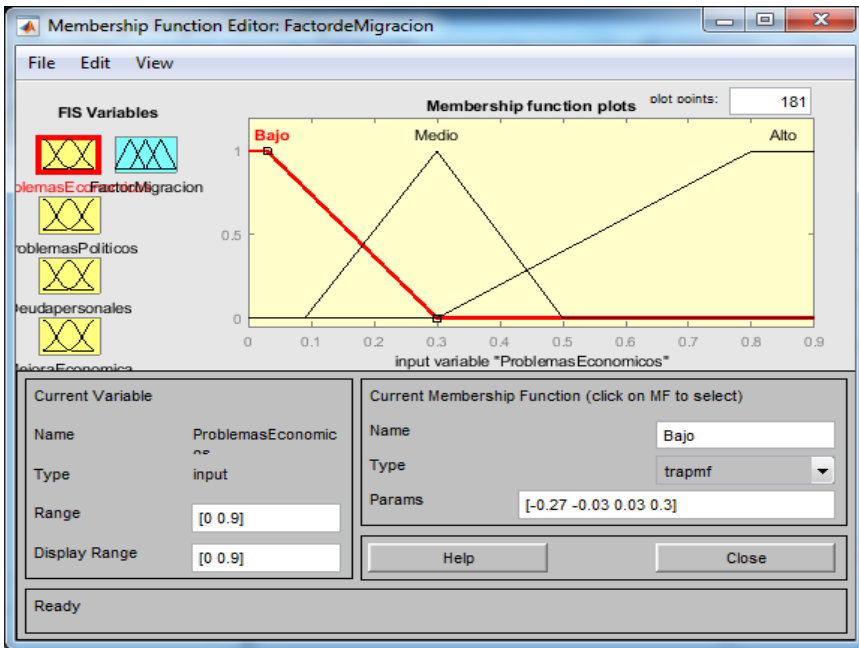 Membership Function Editor: FactordeMigracion
File Edit View
FIS Variables
FactorMigracion
Membership function plots
plot points:
181
Bajo
Medio
Alto
1
0.5
0
0 0.1 0.2 0.3 0.4 0.5 0.6 0.7 0.8 0.9
input variable "ProblemasEconomicos"
roblemasPoliticos
eudapersonales
Current Variable
Name
ProblemasEconomic
Type
input
Range
[0 0.9]
Display Range
[0 0.9]
Current Membership Function (click on MF to select)
Name
Bajo
Type
trapmf
Params
[-0.27 -0.03 0.03 0.3]
Help
Close
Ready